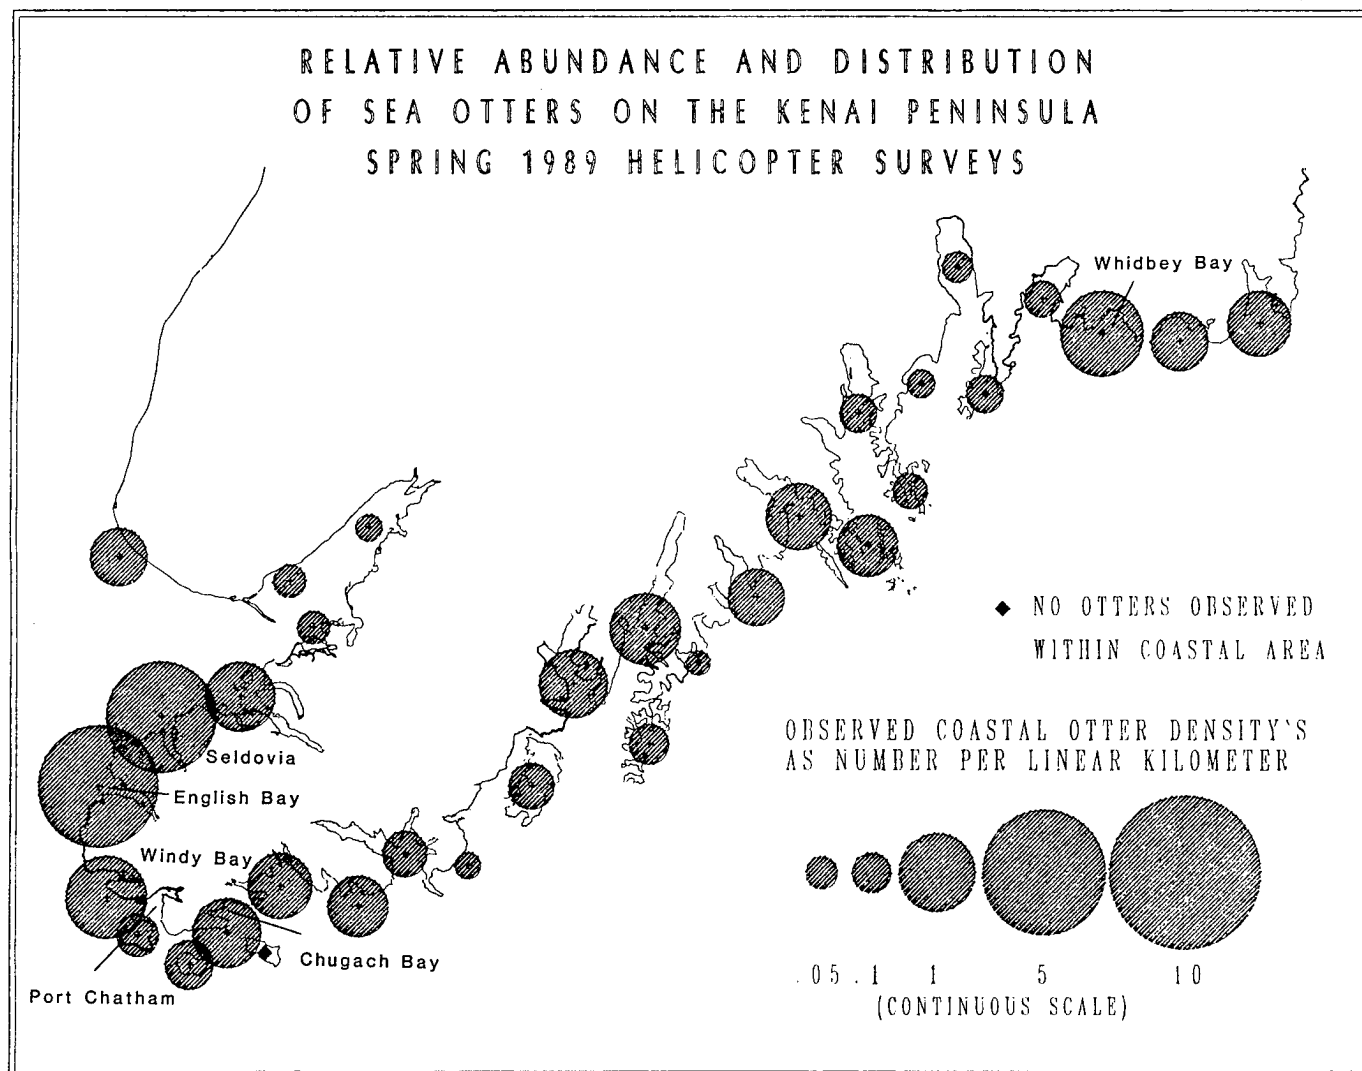 RELATIVE ABUNDANCE AND DISTRIBUTION
OF SEA OTTERS ON THE KENAI PENINSULA
SPRING 1989 HELICOPTER SURVEYS
Whidbey Bay
NO OTTERS OBSERVED
WITHIN COASTAL AREA
OBSERVED COASTAL OTTER DENSITY'S
AS NUMBER PER LINEAR KILOMETER
Seldovia
English Bay
Windy Bay
Chugach Bay
Port Chatham
.05 .1 1 5 10
(CONTINUOUS SCALE)